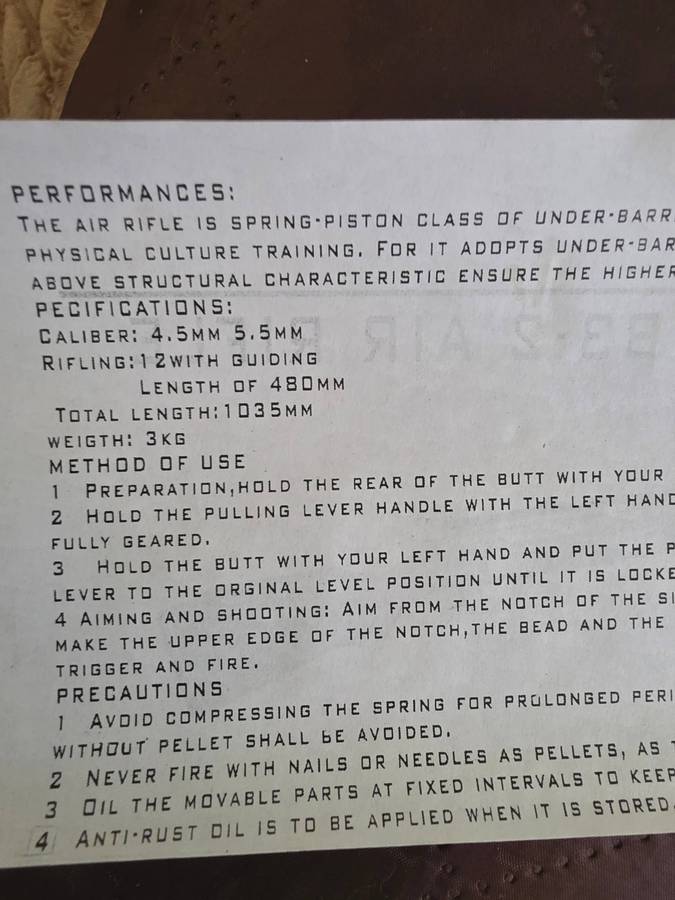 PERFORMANCES:
THE AIR RIFLE IS SPRING-PISTON CLASS OF UNDER-BARR
PHYSICAL CULTURE TRAINING. FOR IT ADOPTS UNDER-BAR
ABOVE STRUCTURAL CHARACTERISTIC ENSURE THE HIGHER
PECIFICATIONS:
B3-2 AIR RIFLE
CALIBER: 4.5MM 5.5MM
RIFLING:12WITH GUIDING
LENGTH OF 480MM
TOTAL LENGTH:1035MM
WEIGTH: 3KG
METHOD OF USE
1 PREPARATION,HOLD THE REAR OF THE BUTT WITH YOUR
2 HOLD THE PULLING LEVER HANDLE WITH THE LEFT HAND
FULLY GEARED.
3 HOLD THE BUTT WITH YOUR LEFT HAND AND PUT THE P
LEVER TO THE ORGINAL LEVEL POSITION UNTIL IT IS LOCKE
4 AIMING AND SHOOTING: AIM FROM THE NOTCH OF THE SI
MAKE THE UPPER EDGE OF THE NOTCH,THE BEAD AND THE
TRIGGER AND FIRE.
PRECAUTIONS
1 AVOID COMPRESSING THE SPRING FOR PROLONGED PERI
WITHOUT PELLET SHALL bE AVOIDED.
2 NEVER FIRE WITH NAILS OR NEEDLES AS PELLETS, AS T
3 OIL THE MOVABLE PARTS AT FIXED INTERVALS TO KEEP
4 ANTI-RUST OIL IS TO BE APPLIED WHEN IT IS STORED.